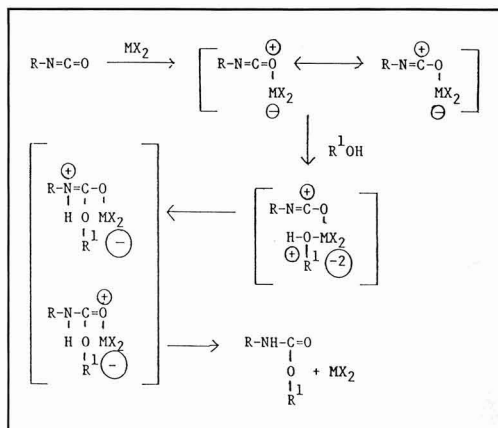 MX2
R-N=C=O
R-N=C=O
⊕
MX2
⊖
R-N=C-O
⊕
MX2
⊖
R1OH
⊕
R-N=C-O
H-O-MX2
⊕ R1 -2
⊕
R-N=C-O
H O MX2
R1 −
⊕
R-N-C=O
H O MX2
R1 −
R-NH-C=O
O + MX2
R1